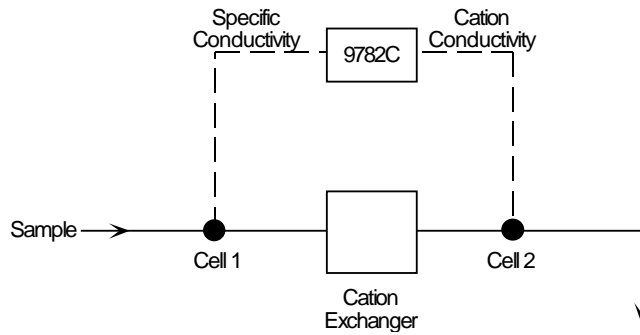 Specific
Conductivity
Cation
Conductivity
9782C
Sample
Cell 1
Cell 2
Cation
Exchanger